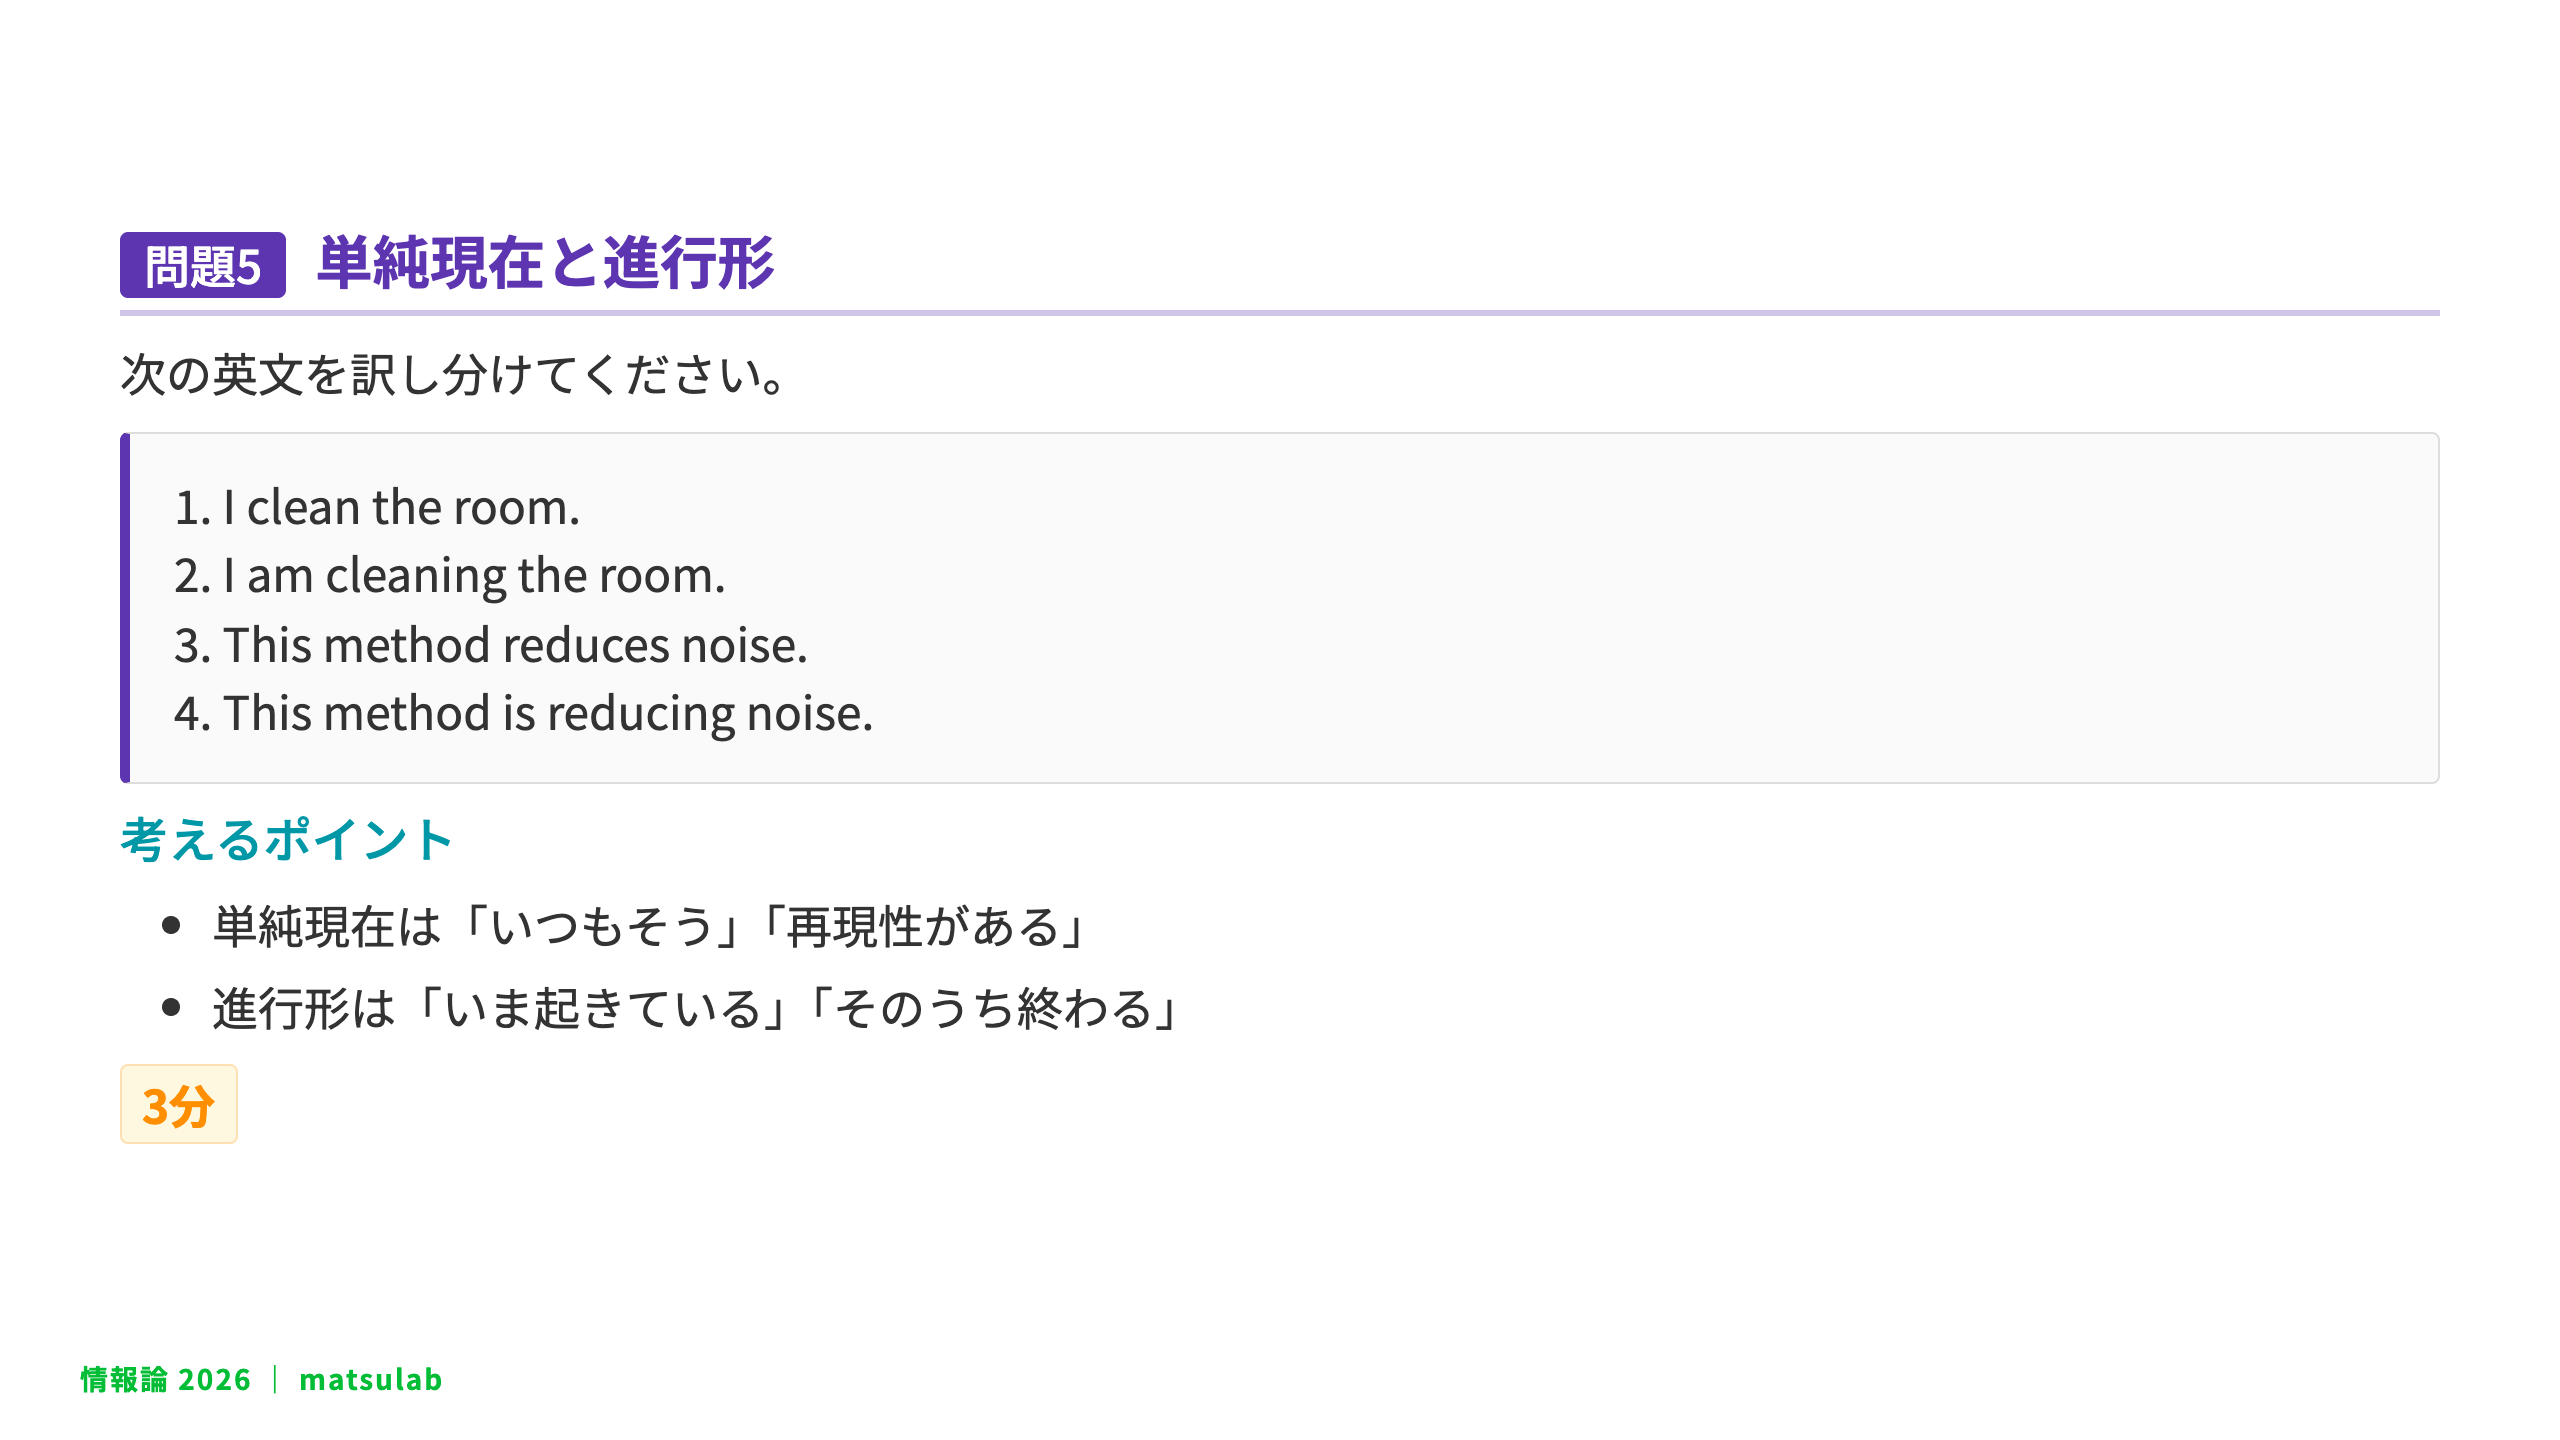 問題5 単純現在と進行形
次の英文を訳し分けてください。
1. I clean the room.
2. I am cleaning the room.
3. This method reduces noise.
4. This method is reducing noise.
考えるポイント
• 単純現在は「いつもそう」「再現性がある」
• 進行形は「いま起きている」「そのうち終わる」
3分
情報論 2026 ｜ matsulab